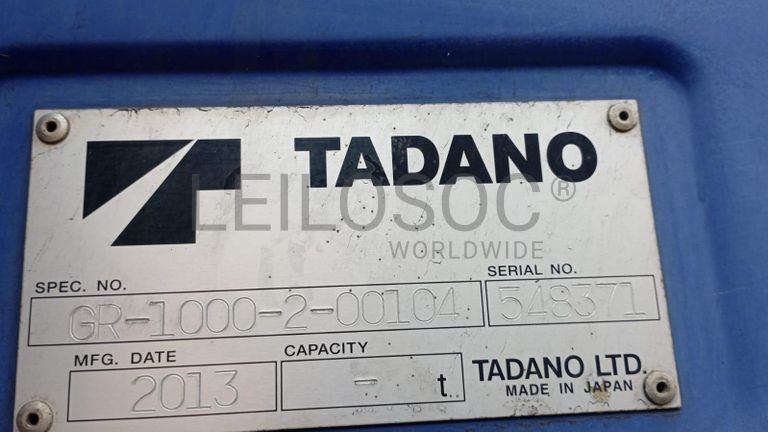 TADANO
LEILOSOC®
WORLDWIDE
SPEC. NO.
SERIAL NO.
GR-1000-2-00104
548371
MFG. DATE
CAPACITY
2013
- t.
TADANO LTD.
MADE IN JAPAN